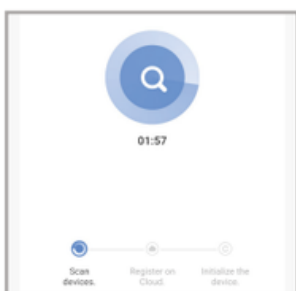 01:57
Scan
devices.
Register on
Cloud.
Initialize the
device.